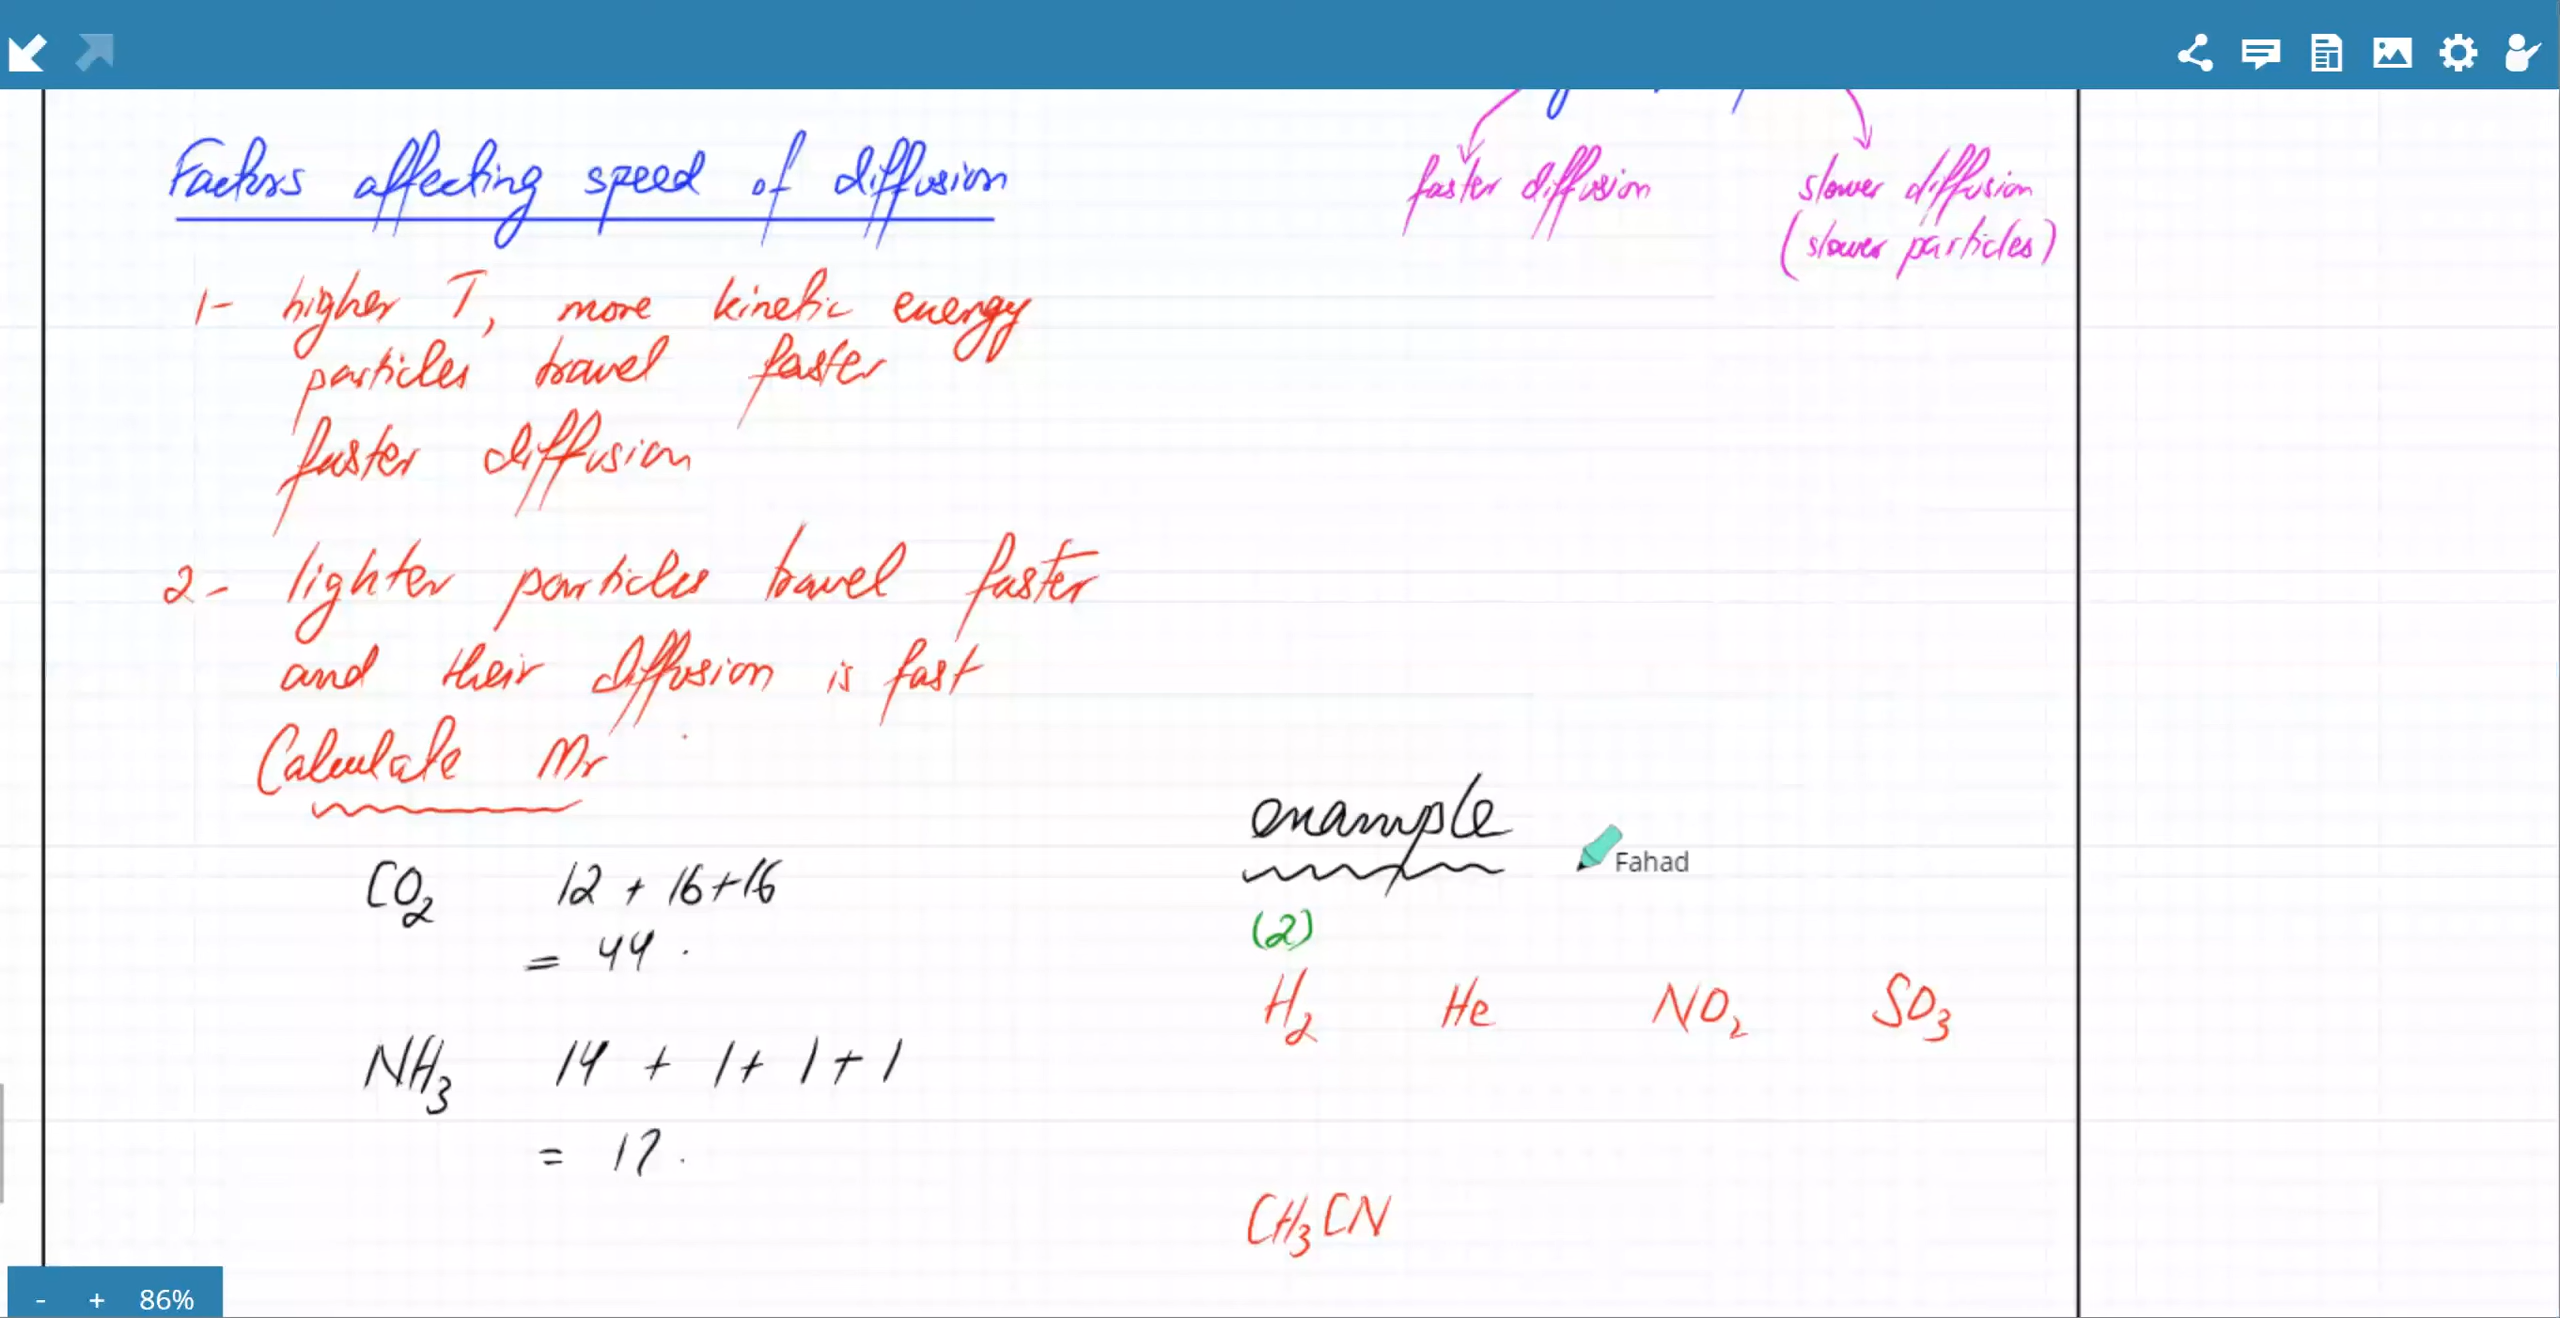 Factors affecting speed of diffusion
1- higher T, more kinetic energy
particles travel faster
faster diffusion
2- lighter particles travel faster
and their diffusion is fast
Calculate Mr
CO2 12 + 16+16
= 44.
NH3 14 + 1+ 1+1
= 17.
faster diffusion
slower diffusion
(slower particles)
example
Fahad
(2)
H2 He NO2 SO3
CH3CN
- + 86%